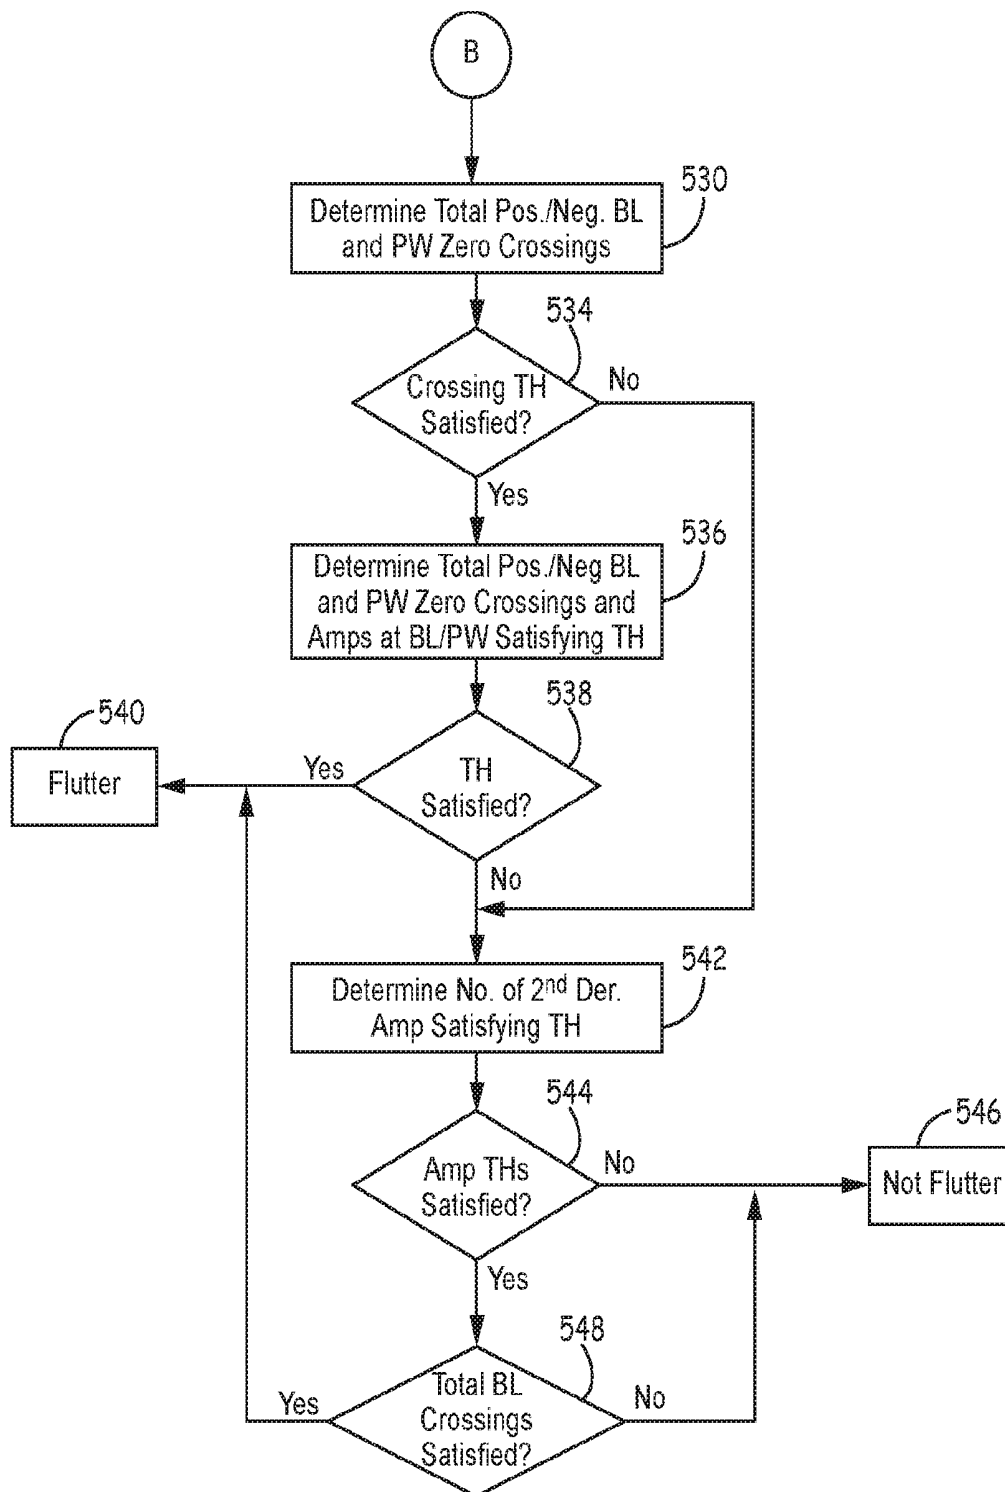 B
530
Determine Total Pos./Neg. BL
and PW Zero Crossings
534
Crossing TH
Satisfied?
No
Yes
536
Determine Total Pos./Neg BL
and PW Zero Crossings and
Amps at BL/PW Satisfying TH
538
540
TH
Satisfied?
Yes
Flutter
No
542
Determine No. of 2nd Der.
Amp Satisfying TH
544
546
Amp THs
Satisfied?
No
Not Flutter
Yes
548
Total BL
Crossings
Satisfied?
Yes
No